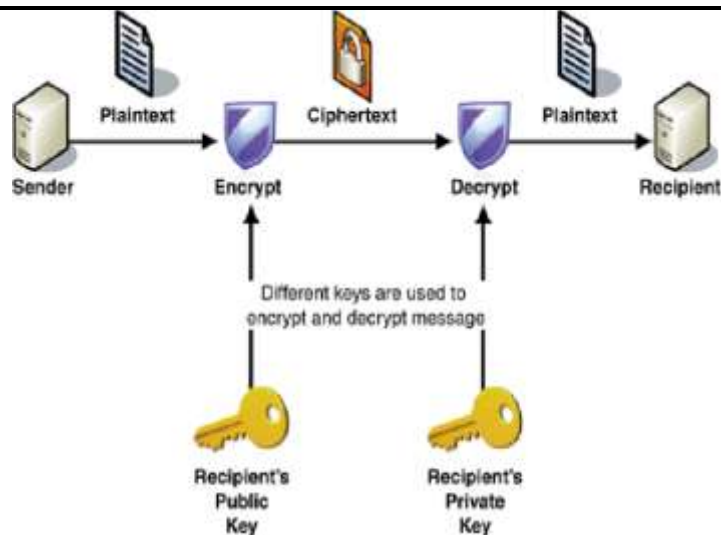 Plaintext
Ciphertext
Plaintext
Sender
Encrypt
Decrypt
Recipient
Different keys are used to
encrypt and decrypt message
Recipient's
Public
Key
Recipient's
Private
Key